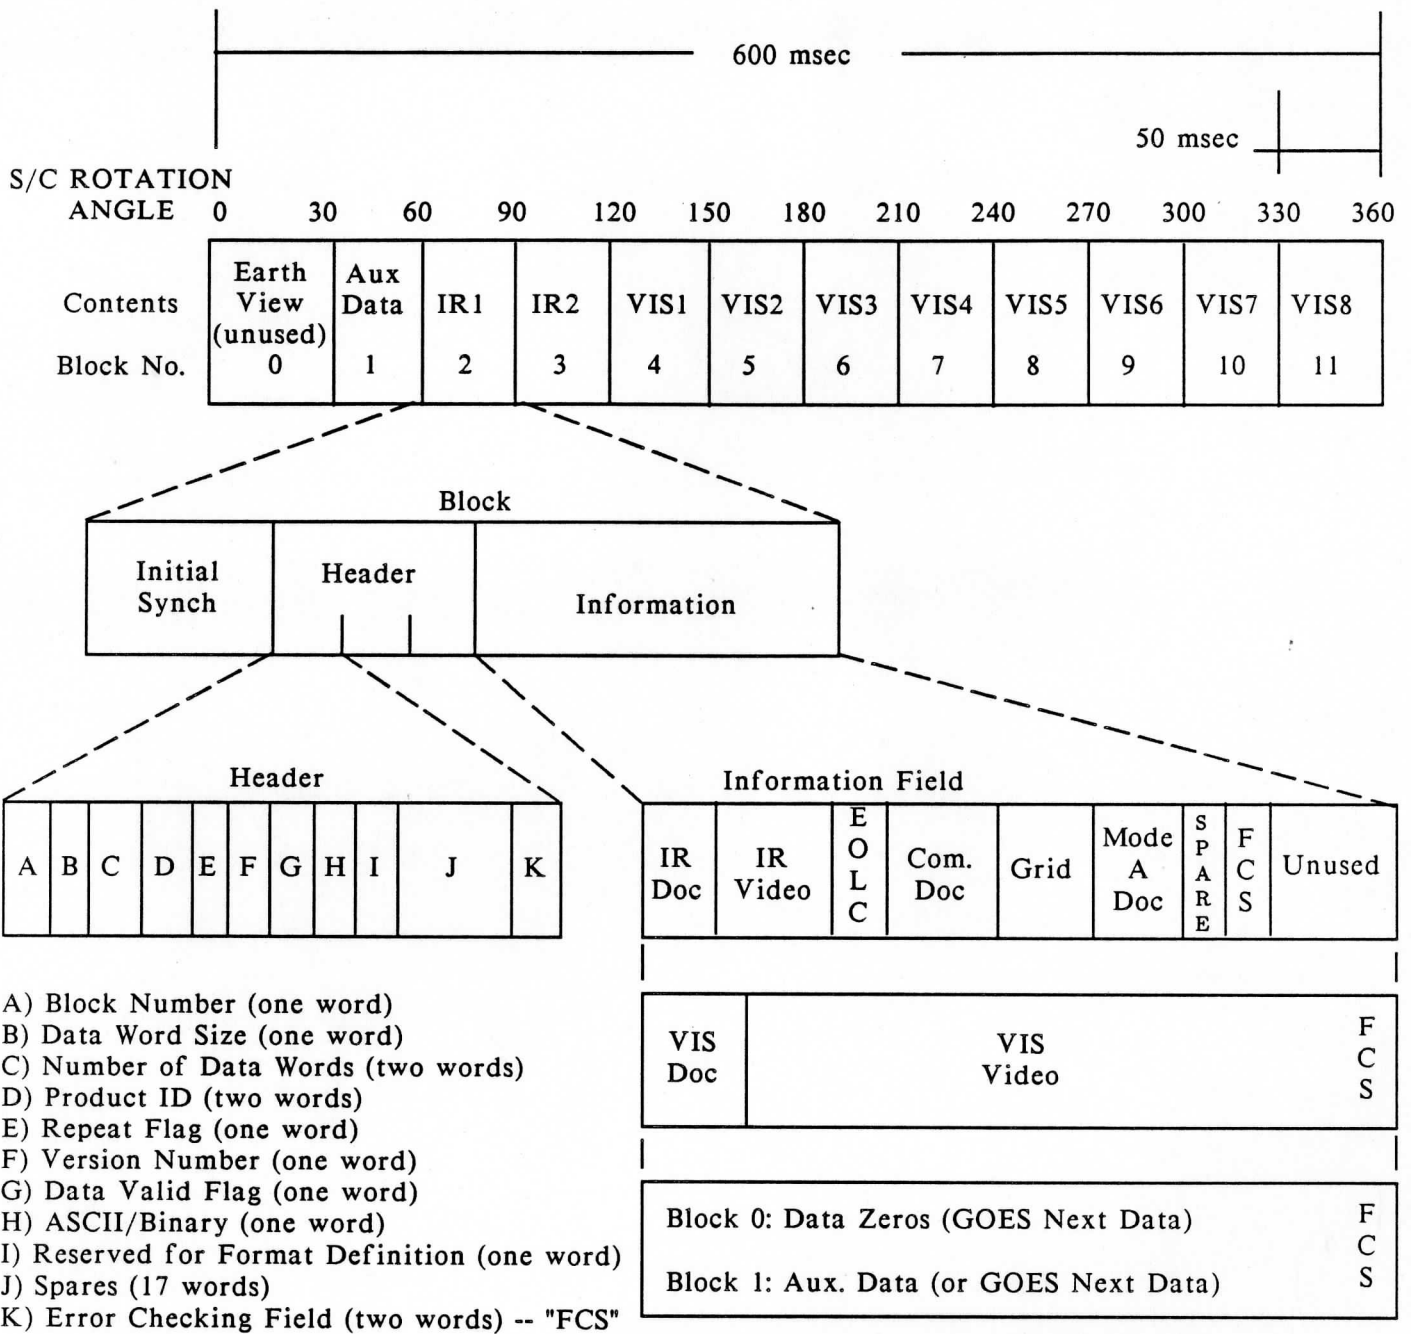 600 msec
50 msec
S/C ROTATION
ANGLE 0 30 60 90 120 150 180 210 240 270 300 330 360
Contents
Earth
View
(unused)
Aux
Data
IR1
IR2
VIS1
VIS2
VIS3
VIS4
VIS5
VIS6
VIS7
VIS8
Block No. 0 1 2 3 4 5 6 7 8 9 10 11
Block
Initial
Synch
Header
Information
Header
A B C D E F G H I J K
Information Field
IR
Doc
IR
Video
E
O
L
C
Com.
Doc
Grid
Mode
A
Doc
S
P
A
R
E
F
C
S
Unused
A) Block Number (one word)
B) Data Word Size (one word)
C) Number of Data Words (two words)
D) Product ID (two words)
E) Repeat Flag (one word)
F) Version Number (one word)
G) Data Valid Flag (one word)
H) ASCII/Binary (one word)
I) Reserved for Format Definition (one word)
J) Spares (17 words)
K) Error Checking Field (two words) -- "FCS"
VIS
Doc
VIS
Video
F
C
S
Block 0: Data Zeros (GOES Next Data)
Block 1: Aux. Data (or GOES Next Data)
F
C
S